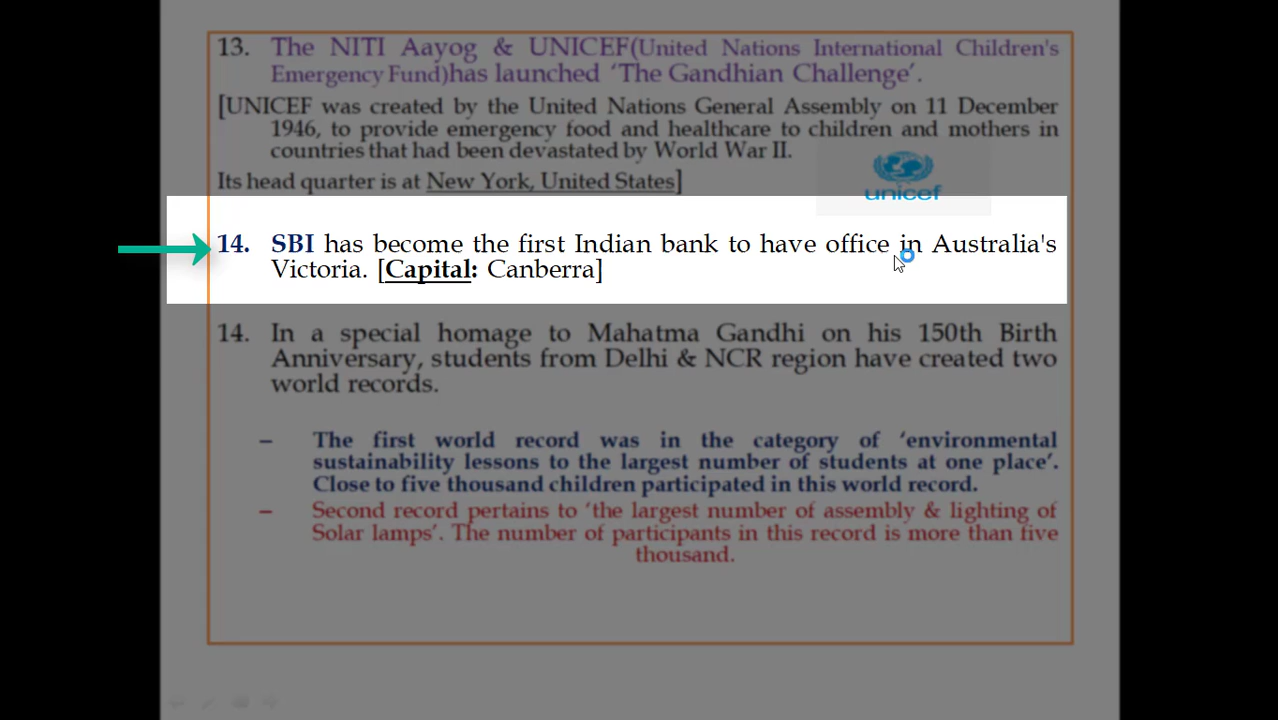 13. The NITI Aayog & UNICEF(United Nations International Children's
Emergency Fund)has launched ‘The Gandhian Challenge’.
[UNICEF was created by the United Nations General Assembly on 11 December
1946, to provide emergency food and healthcare to children and mothers in
countries that had been devastated by World War II.
Its head quarter is at New York, United States]
unicef
14. SBI has become the first Indian bank to have office in Australia's
Victoria. [Capital: Canberra]
14. In a special homage to Mahatma Gandhi on his 150th Birth
Anniversary, students from Delhi & NCR region have created two
world records.
– The first world record was in the category of ‘environmental
sustainability lessons to the largest number of students at one place’.
Close to five thousand children participated in this world record.
– Second record pertains to ‘the largest number of assembly & lighting of
Solar lamps’. The number of participants in this record is more than five
thousand.